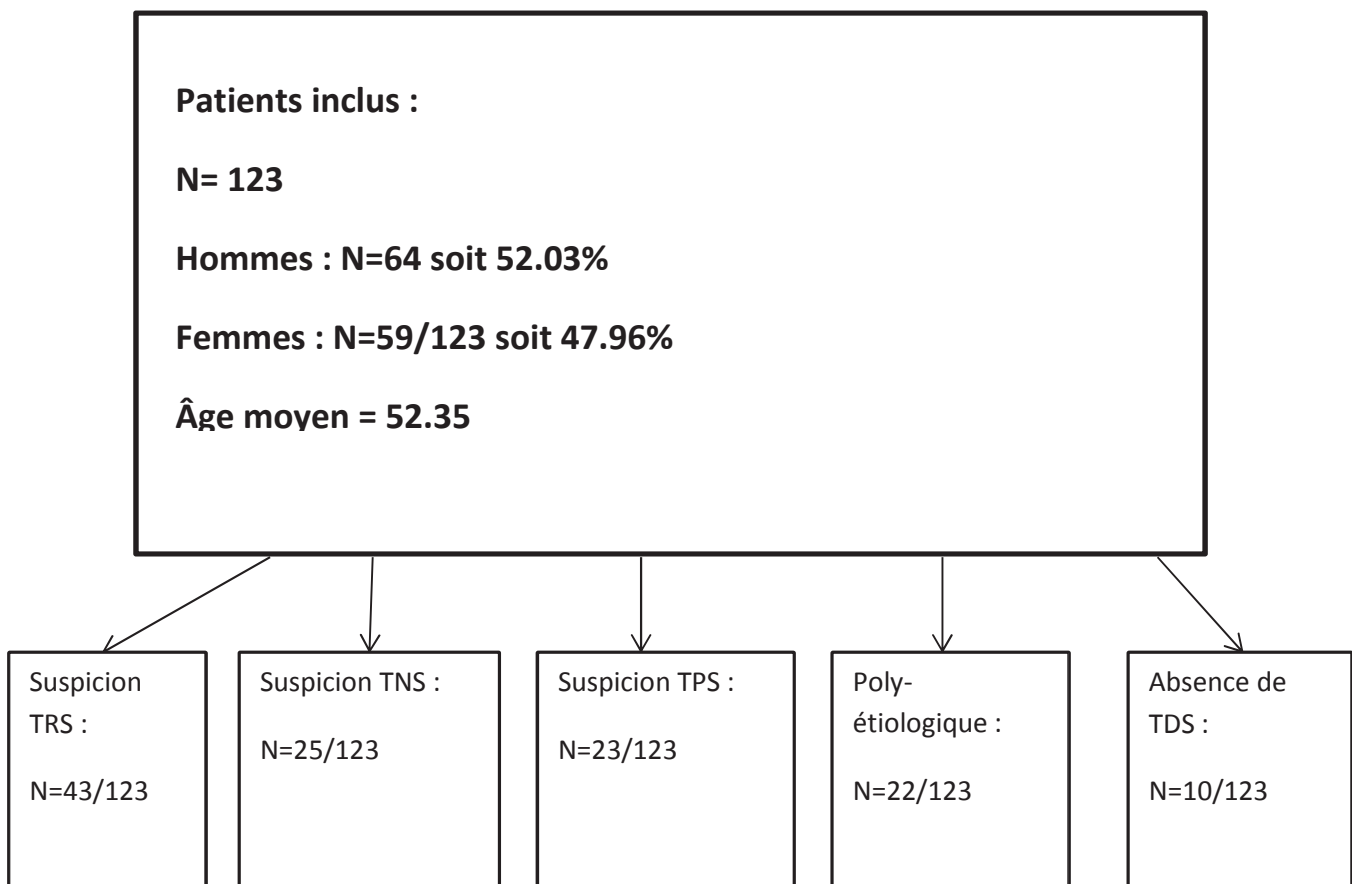 Patients inclus :
N= 123
Hommes : N=64 soit 52.03%
Femmes : N=59/123 soit 47.96%
Âge moyen = 52.35
Suspicion
TRS :
N=43/123
Suspicion TNS :
N=25/123
Suspicion TPS :
N=23/123
Poly-
étiologique :
N=22/123
Absence de
TDS :
N=10/123